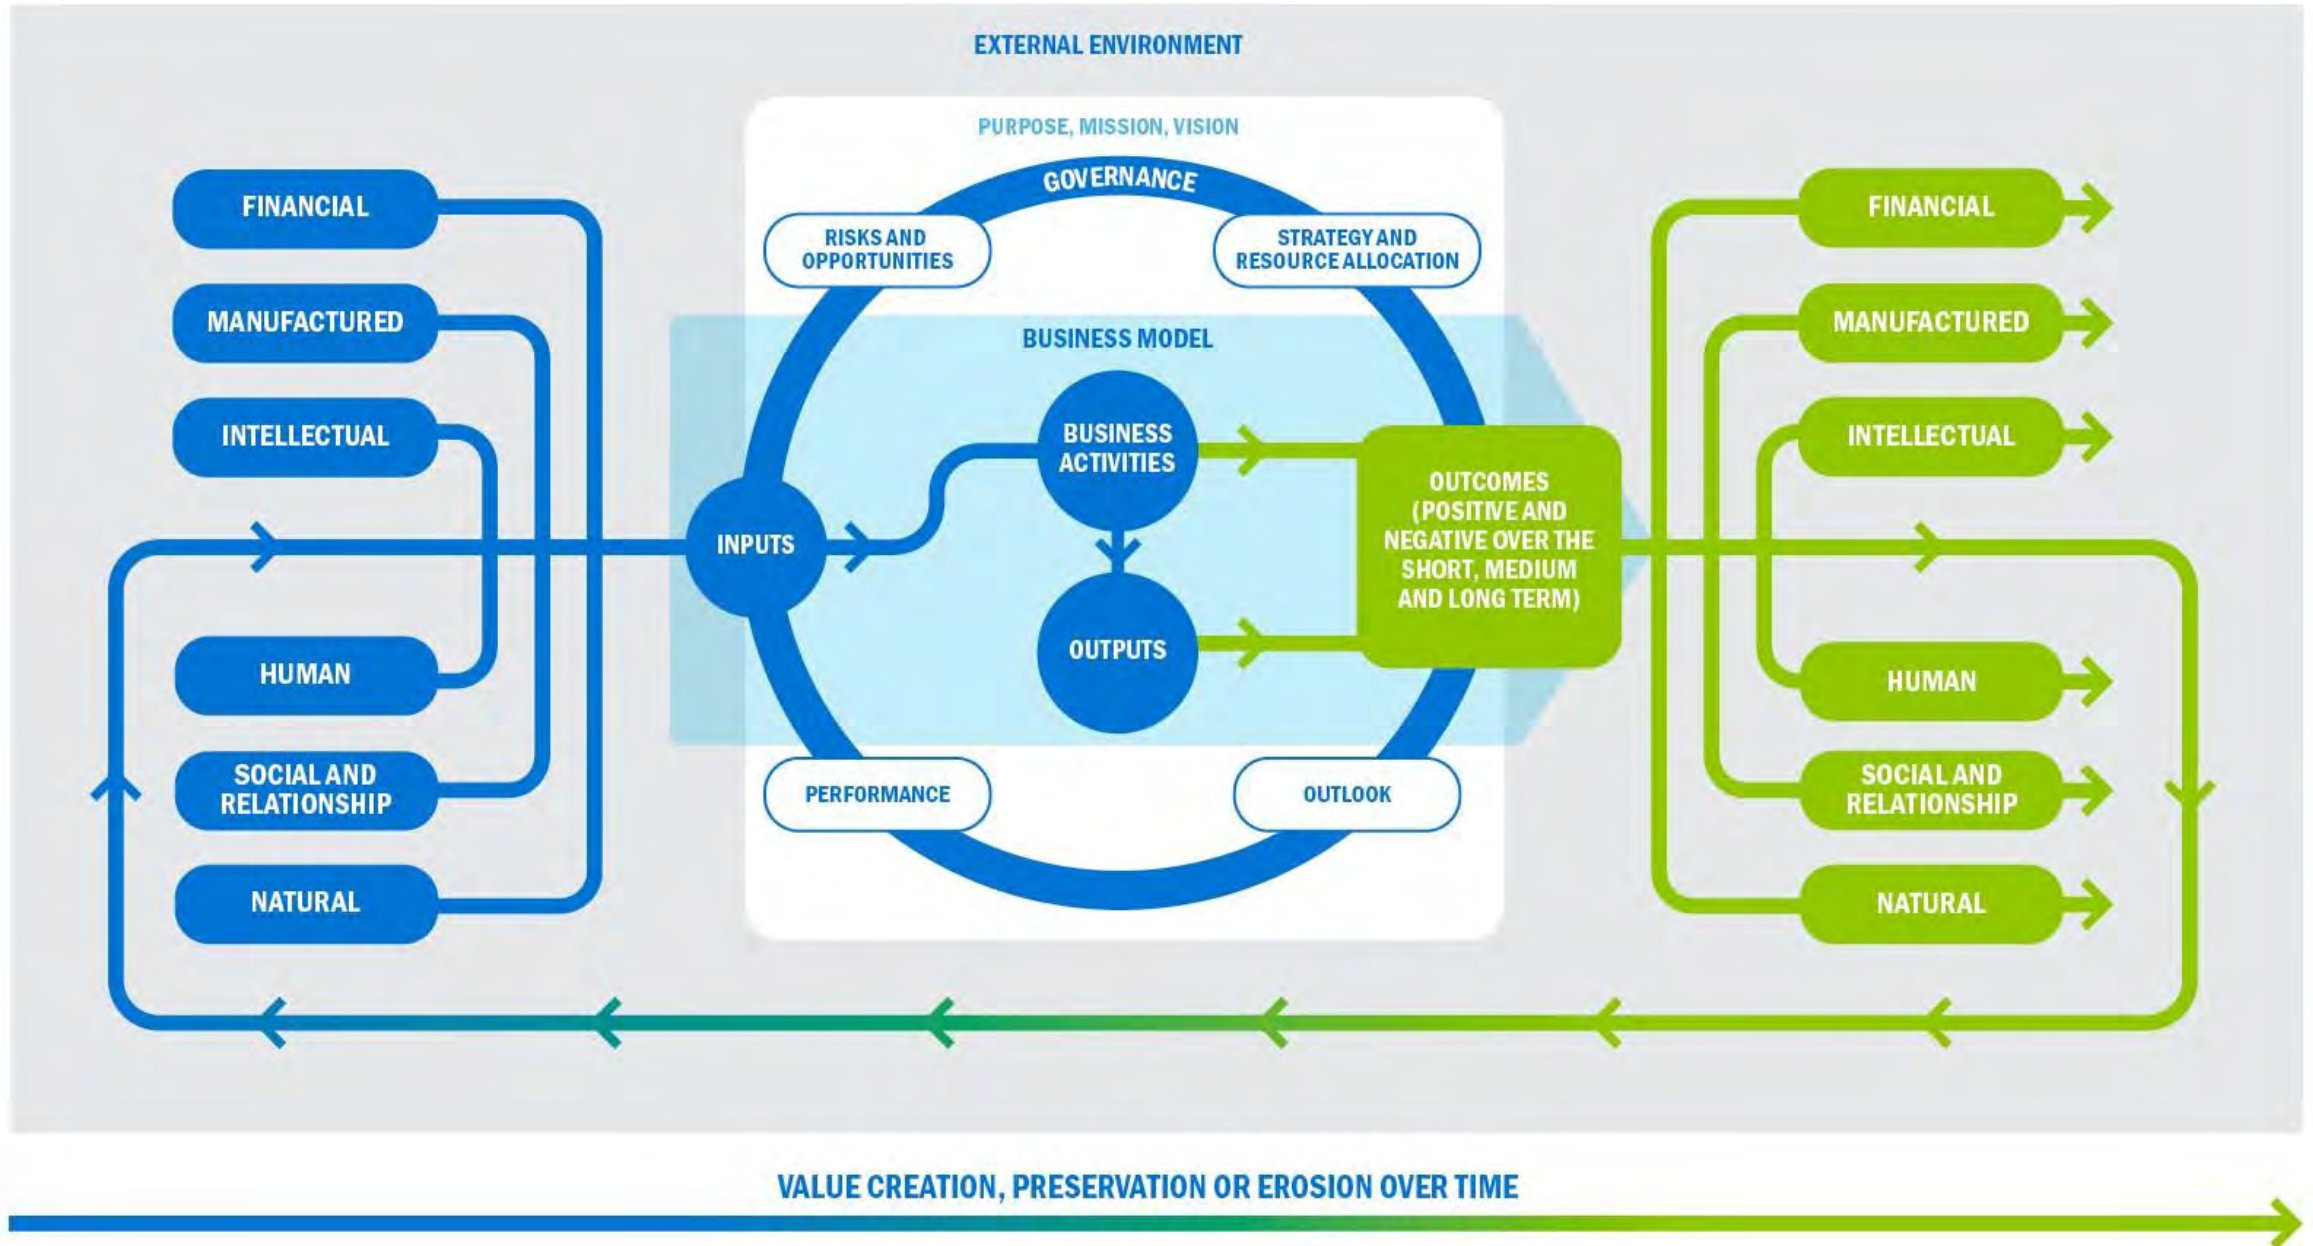 EXTERNAL ENVIRONMENT
PURPOSE, MISSION, VISION
GOVERNANCE
RISKS AND
OPPORTUNITIES
STRATEGY AND
RESOURCE ALLOCATION
FINANCIAL
MANUFACTURED
INTELLECTUAL
HUMAN
SOCIAL AND
RELATIONSHIP
NATURAL
BUSINESS MODEL
INPUTS
BUSINESS
ACTIVITIES
OUTPUTS
OUTCOMES
(POSITIVE AND
NEGATIVE OVER THE
SHORT, MEDIUM
AND LONG TERM)
PERFORMANCE
OUTLOOK
FINANCIAL
MANUFACTURED
INTELLECTUAL
HUMAN
SOCIAL AND
RELATIONSHIP
NATURAL
VALUE CREATION, PRESERVATION OR EROSION OVER TIME